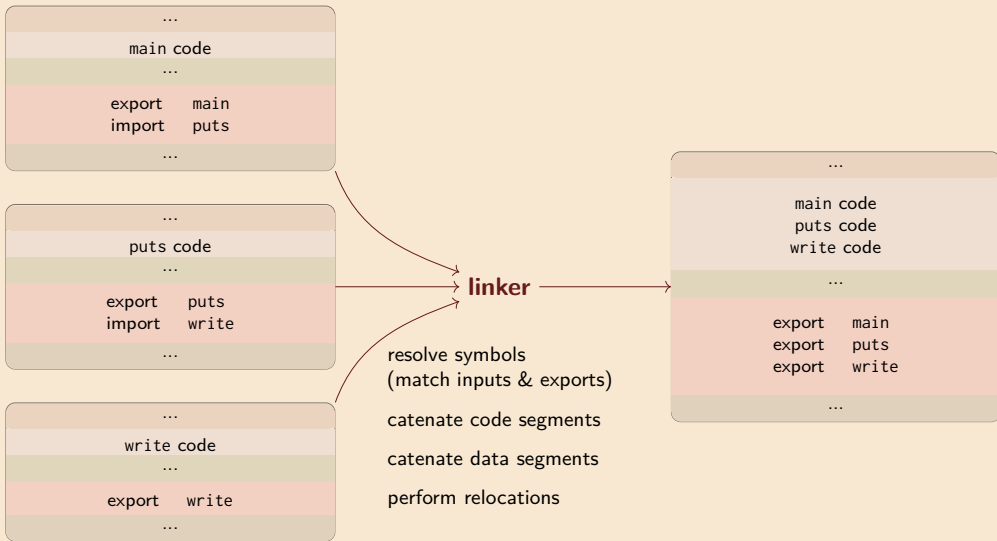 ...
main code
...
export main
import puts
...
...
puts code
...
export puts
import write
...
...
write code
...
export write
...
linker
resolve symbols
(match inputs & exports)
catenate code segments
catenate data segments
perform relocations
...
main code
puts code
write code
...
export main
export puts
export write
...